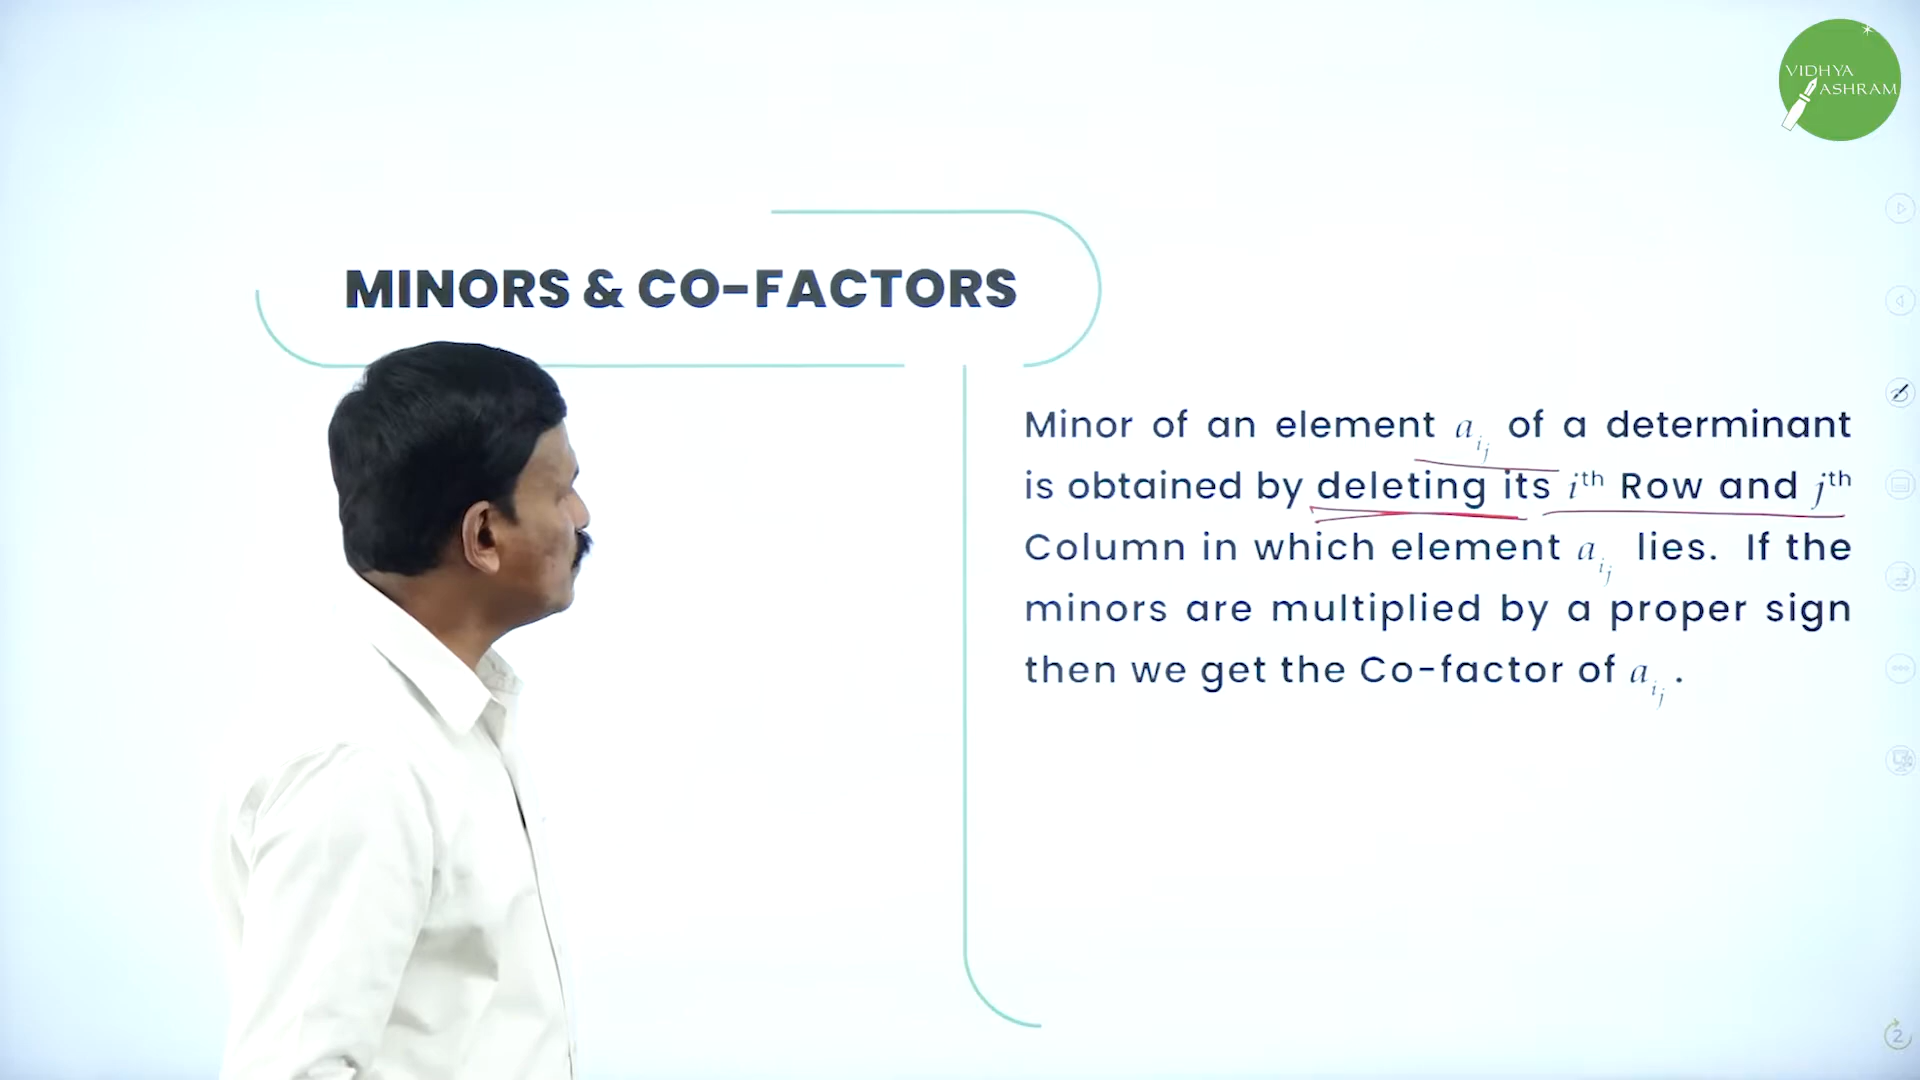 VIDHYA
ASHRAM
MINORS & CO-FACTORS
Minor of an element a_ij of a determinant
is obtained by deleting its i^th Row and j^th
Column in which element a_ij lies. If the
minors are multiplied by a proper sign
then we get the Co-factor of a_ij .
2